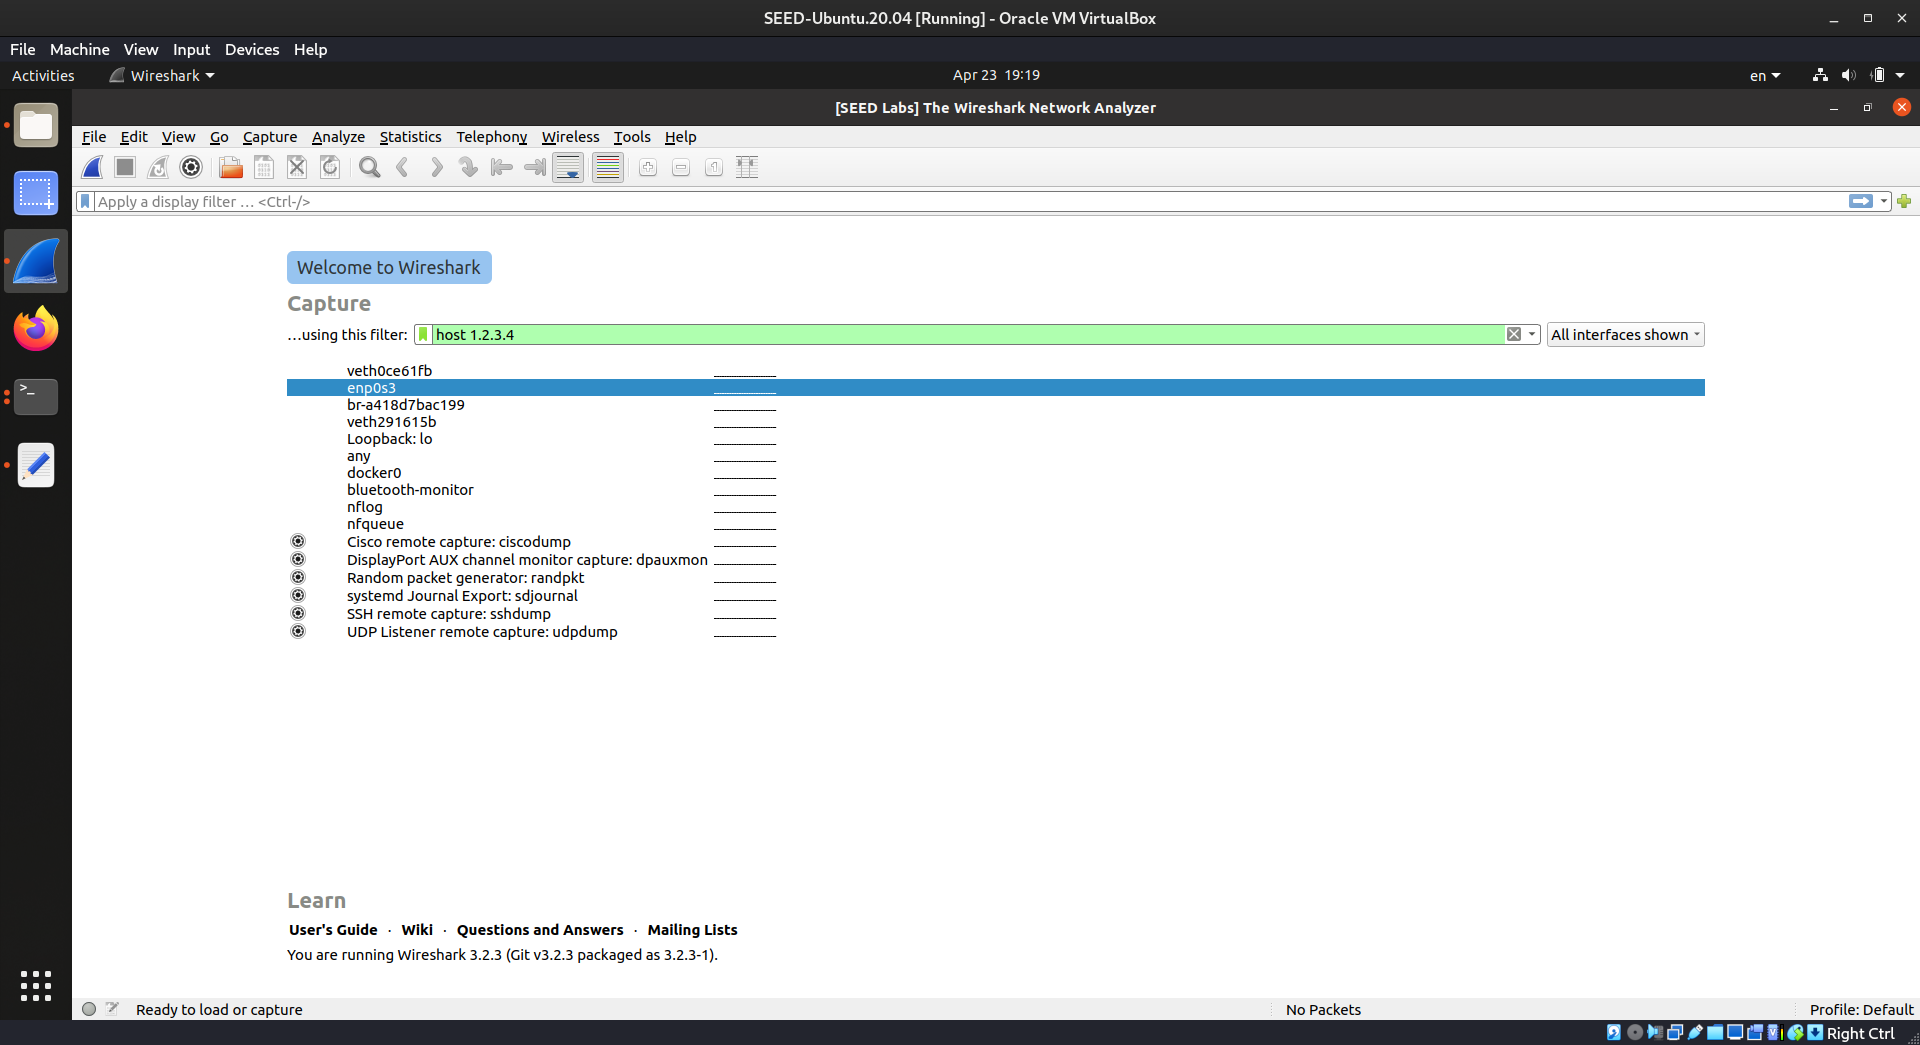 SEED-Ubuntu.20.04 [Running] - Oracle VM VirtualBox
File Machine View Input Devices Help
Activities Wireshark Apr 23 19:19 en
[SEED Labs] The Wireshark Network Analyzer
File Edit View Go Capture Analyze Statistics Telephony Wireless Tools Help
Apply a display filter … <Ctrl-/>
Welcome to Wireshark
Capture
…using this filter: host 1.2.3.4 All interfaces shown
veth0ce61fb
enp0s3
br-a418d7bac199
veth291615b
Loopback: lo
any
docker0
bluetooth-monitor
nflog
nfqueue
Cisco remote capture: ciscodump
DisplayPort AUX channel monitor capture: dpauxmon
Random packet generator: randpkt
systemd Journal Export: sdjournal
SSH remote capture: sshdump
UDP Listener remote capture: udpdump
Learn
User's Guide · Wiki · Questions and Answers · Mailing Lists
You are running Wireshark 3.2.3 (Git v3.2.3 packaged as 3.2.3-1).
Ready to load or capture No Packets Profile: Default
Right Ctrl